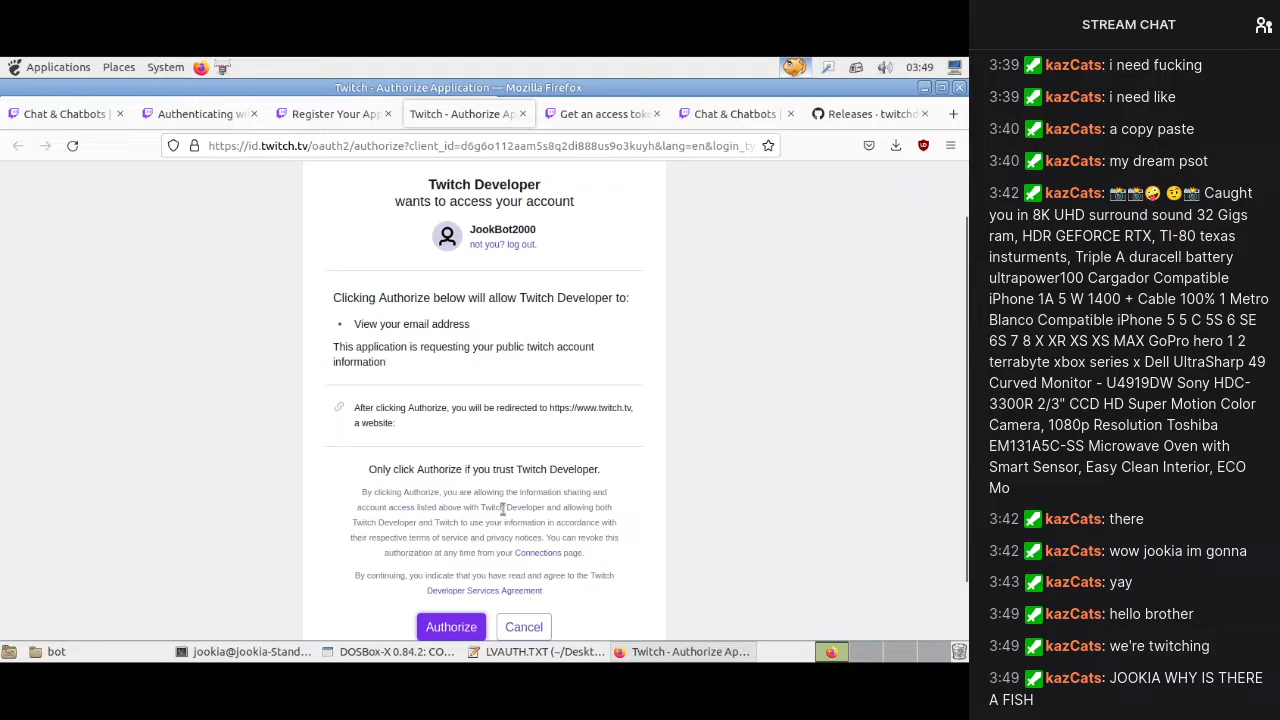 STREAM CHAT
Applications Places System 03:49
Twitch - Authorize Application — Mozilla Firefox
Chat & Chatbots |
Authenticating wi
Register Your App
Twitch - Authorize Ap
Get an access toke
Chat & Chatbots |
Releases · twitchd
https://id.twitch.tv/oauth2/authorize?client_id=d6g6o112aam5s8q2di888us9o3kuyh&lang=en&login_ty
Twitch Developer
wants to access your account
JookBot2000
not you? log out.
Clicking Authorize below will allow Twitch Developer to:
• View your email address
This application is requesting your public twitch account
information
After clicking Authorize, you will be redirected to https://www.twitch.tv,
a website:
Only click Authorize if you trust Twitch Developer.
By clicking Authorize, you are allowing the information sharing and
account access listed above with Twitch Developer and allowing both
Twitch Developer and Twitch to use your information in accordance with
their respective terms of service and privacy notices. You can revoke this
authorization at any time from your Connections page.
By continuing, you indicate that you have read and agree to the Twitch
Developer Services Agreement
Authorize Cancel
bot
jookia@jookia-Stand...
DOSBox-X 0.84.2: CO...
LVAUTH.TXT (~/Deskt...
Twitch - Authorize Ap...
3:39 kazCats: i need fucking
3:39 kazCats: i need like
3:40 kazCats: a copy paste
3:40 kazCats: my dream psot
3:42 kazCats: 📸📸🤪 🤨📸 Caught
you in 8K UHD surround sound 32 Gigs
ram, HDR GEFORCE RTX, TI-80 texas
insturments, Triple A duracell battery
ultrapower100 Cargador Compatible
iPhone 1A 5 W 1400 + Cable 100% 1 Metro
Blanco Compatible iPhone 5 5 C 5S 6 SE
6S 7 8 X XR XS XS MAX GoPro hero 1 2
terrabyte xbox series x Dell UltraSharp 49
Curved Monitor - U4919DW Sony HDC-
3300R 2/3" CCD HD Super Motion Color
Camera, 1080p Resolution Toshiba
EM131A5C-SS Microwave Oven with
Smart Sensor, Easy Clean Interior, ECO
Mo
3:42 kazCats: there
3:42 kazCats: wow jookia im gonna
3:43 kazCats: yay
3:49 kazCats: hello brother
3:49 kazCats: we're twitching
3:49 kazCats: JOOKIA WHY IS THERE
A FISH